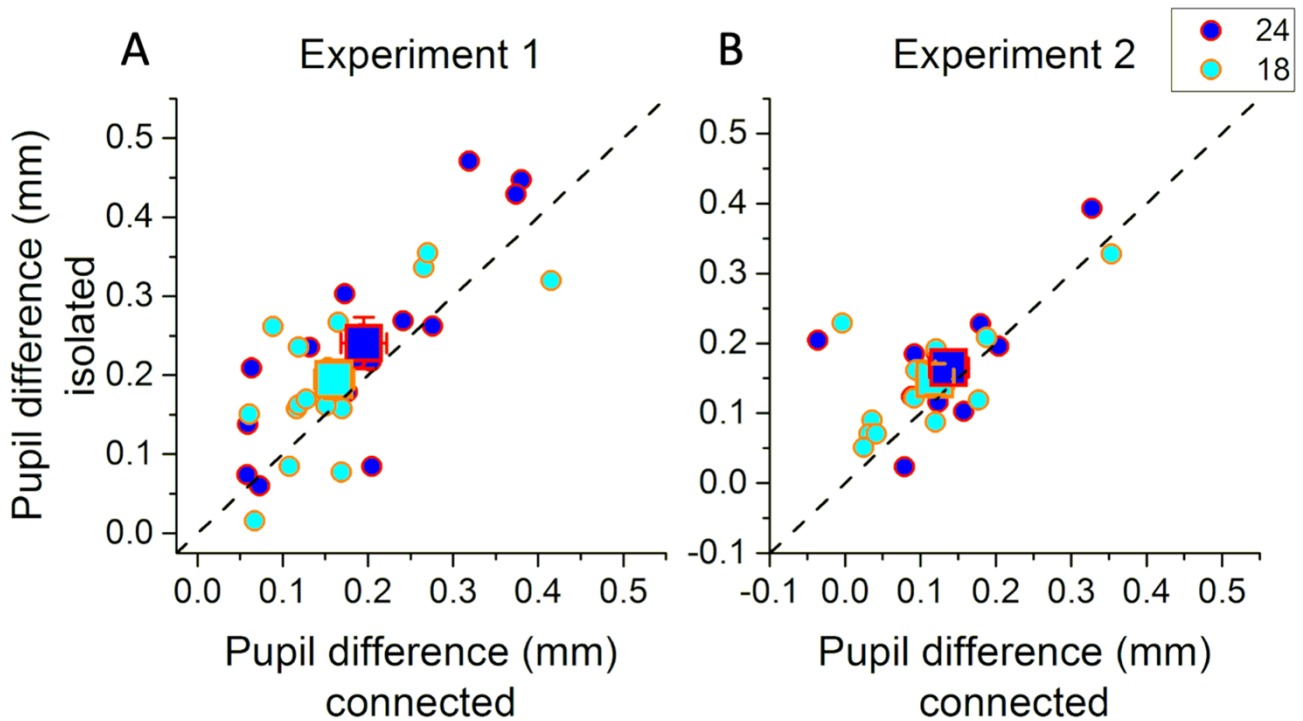 A Experiment 1
B Experiment 2
24
18
Pupil difference (mm)
isolated
0.5
0.4
0.3
0.2
0.1
0.0
0.0 0.1 0.2 0.3 0.4 0.5
Pupil difference (mm)
connected
0.5
0.4
0.3
0.2
0.1
0.0
-0.1
-0.1 0.0 0.1 0.2 0.3 0.4 0.5
Pupil difference (mm)
connected